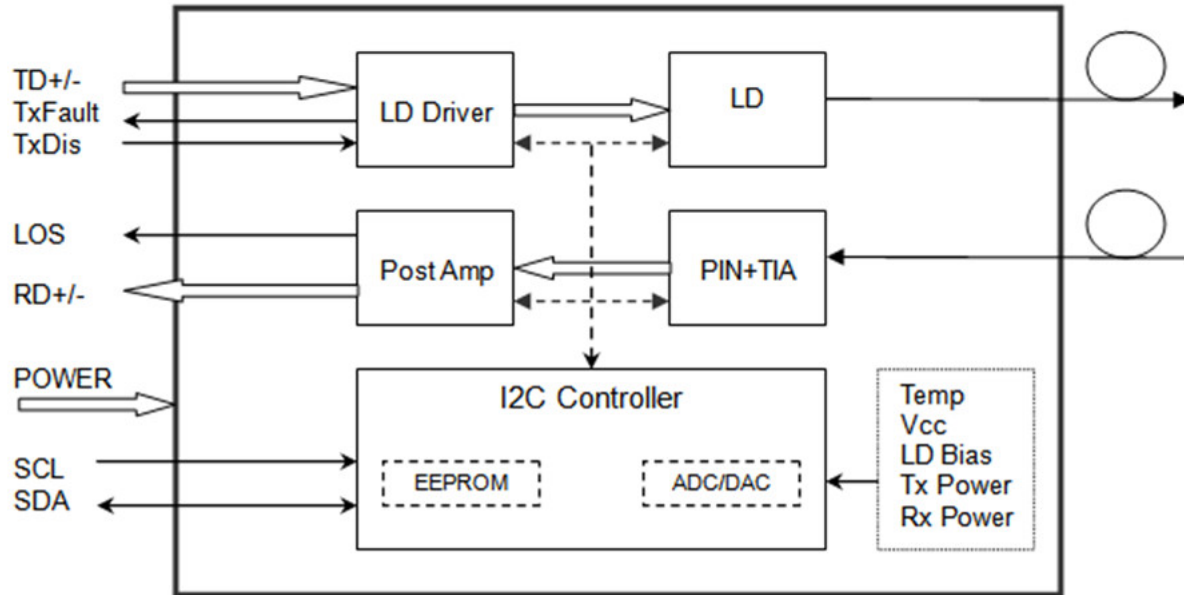 TD+/-
TxFault
TxDis
LD Driver
LD
LOS
RD+/-
Post Amp
PIN+TIA
POWER
SCL
SDA
I2C Controller
EEPROM
ADC/DAC
Temp
Vcc
LD Bias
Tx Power
Rx Power